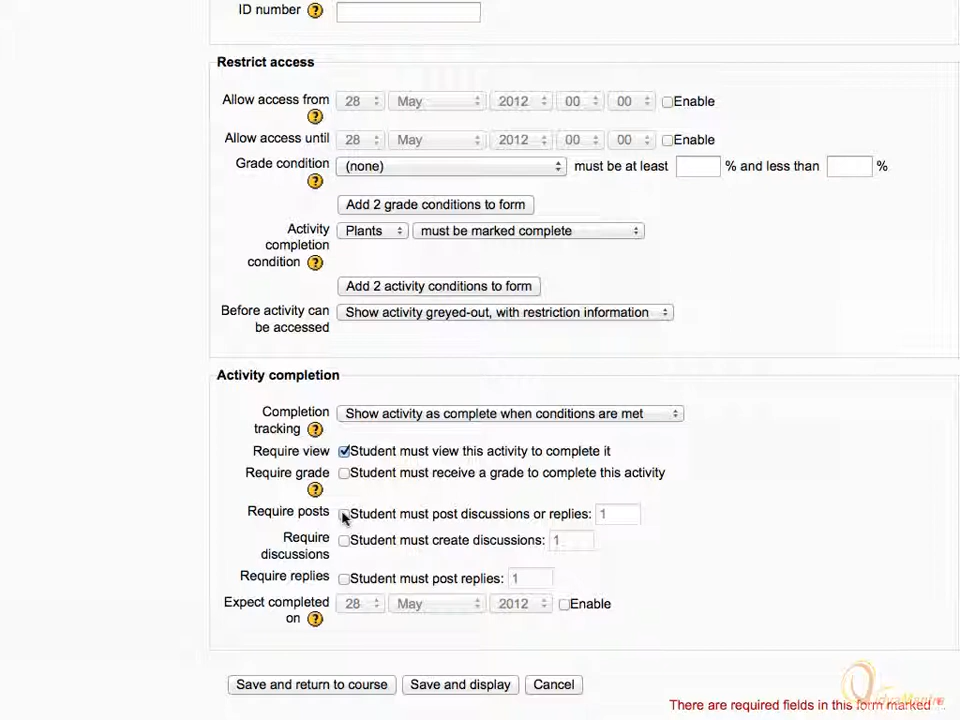 ID number
Restrict access
Allow access from 28 May 2012 00 00 Enable
Allow access until 28 May 2012 00 00 Enable
Grade condition (none) must be at least % and less than %
Add 2 grade conditions to form
Activity completion condition Plants must be marked complete
Add 2 activity conditions to form
Before activity can be accessed Show activity greyed-out, with restriction information
Activity completion
Completion tracking Show activity as complete when conditions are met
Require view Student must view this activity to complete it
Require grade Student must receive a grade to complete this activity
Require posts Student must post discussions or replies: 1
Require discussions Student must create discussions: 1
Require replies Student must post replies: 1
Expect completed on 28 May 2012 Enable
Save and return to course Save and display Cancel
There are required fields in this form marked